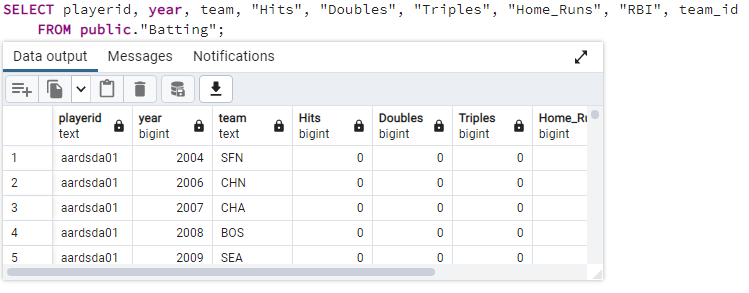 SELECT playerid, year, team, "Hits", "Doubles", "Triples", "Home_Runs", "RBI", team_id
FROM public."Batting";
Data output Messages Notifications
playerid year team Hits Doubles Triples Home_Ru
text bigint text bigint bigint bigint bigint
1 aardsda01 2004 SFN 0 0 0
2 aardsda01 2006 CHN 0 0 0
3 aardsda01 2007 CHA 0 0 0
4 aardsda01 2008 BOS 0 0 0
5 aardsda01 2009 SEA 0 0 0